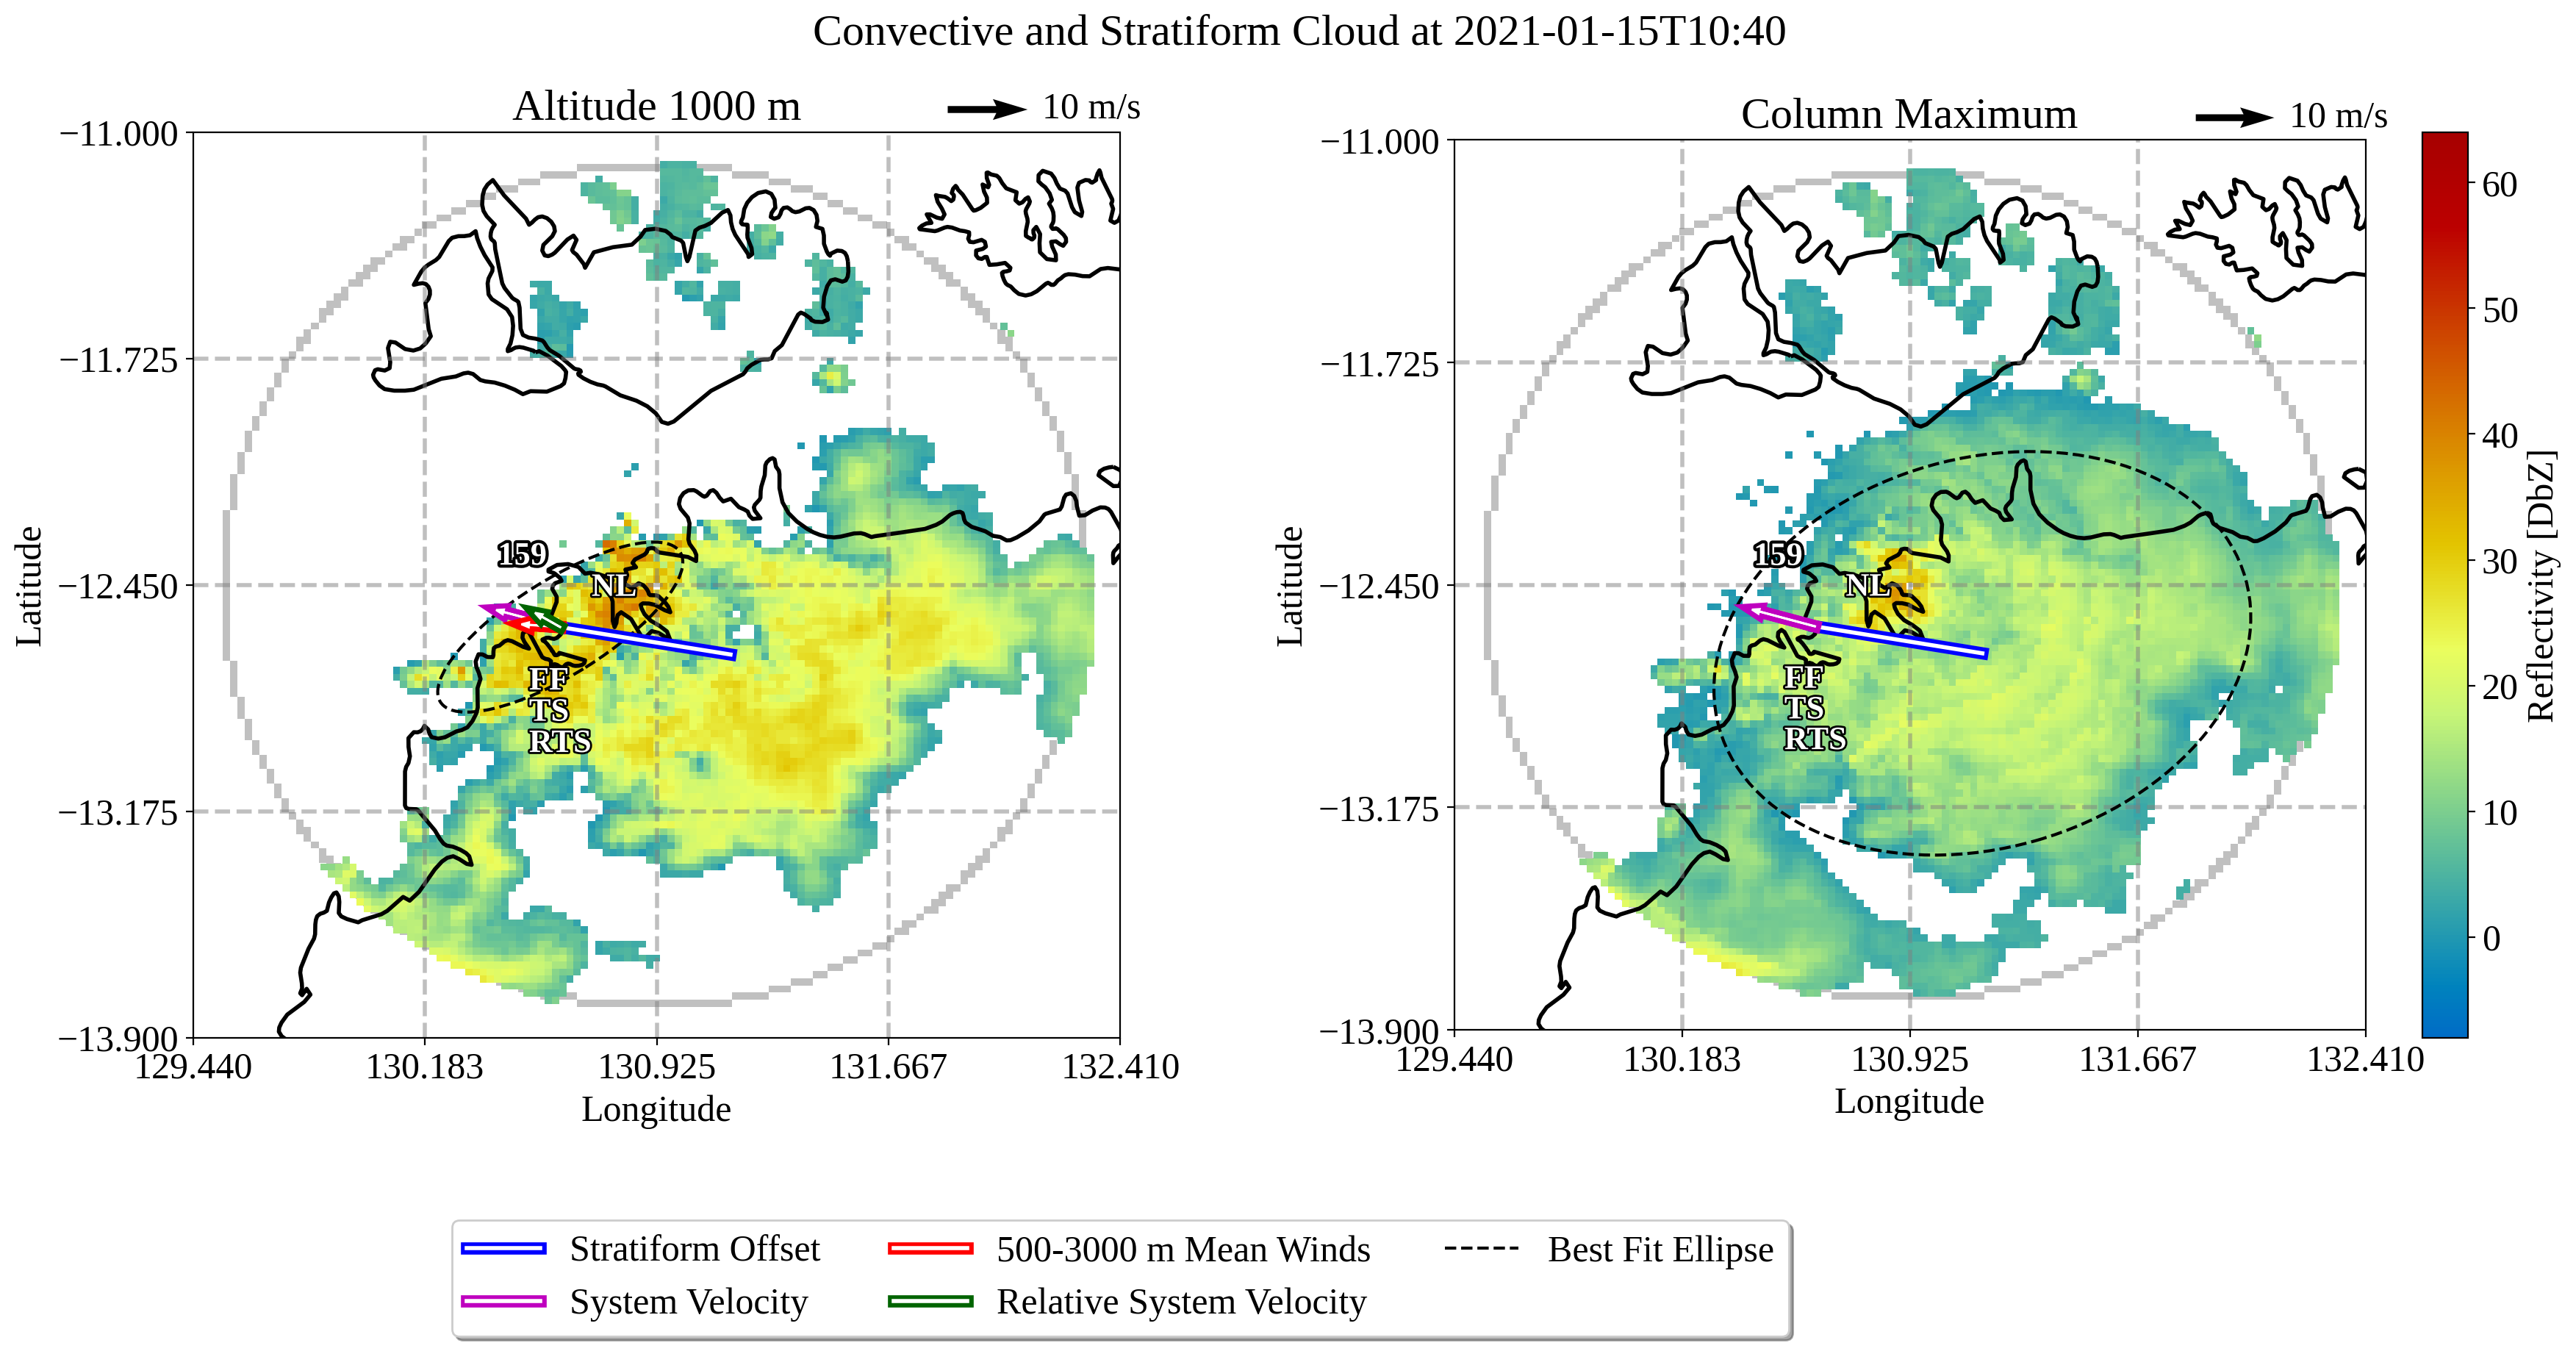 Convective and Stratiform Cloud at 2021-01-15T10:40
Altitude 1000 m
10 m/s
−11.000
−11.725
−12.450
−13.175
−13.900
Latitude
129.440
130.183
130.925
131.667
132.410
Longitude
159
NL
FF
TS
RTS
Column Maximum
10 m/s
−11.000
−11.725
−12.450
−13.175
−13.900
Latitude
129.440
130.183
130.925
131.667
132.410
Longitude
159
NL
FF
TS
RTS
60
50
40
30
20
10
0
Reflectivity [DbZ]
Stratiform Offset
System Velocity
500-3000 m Mean Winds
Relative System Velocity
Best Fit Ellipse